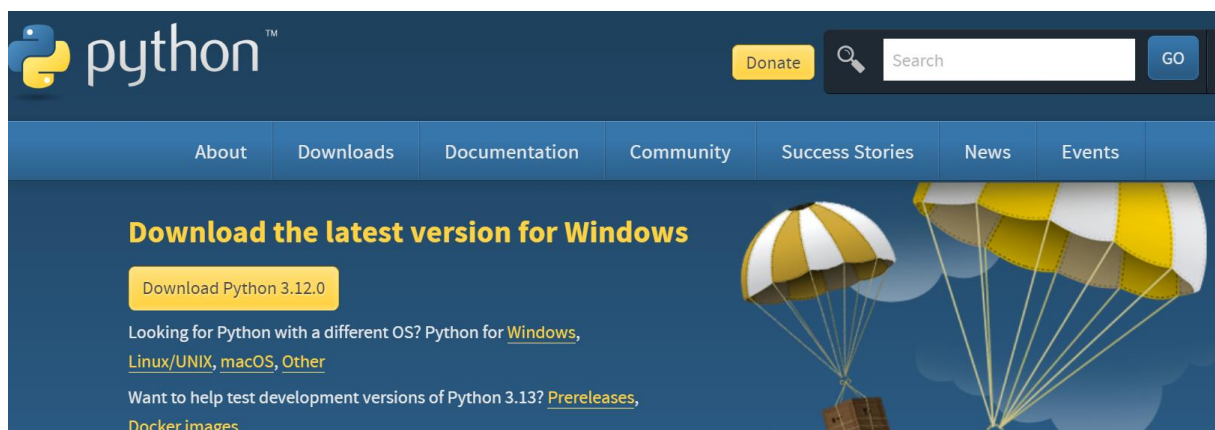 python™
Donate
Search
GO
About
Downloads
Documentation
Community
Success Stories
News
Events
Download the latest version for Windows
Download Python 3.12.0
Looking for Python with a different OS? Python for Windows,
Linux/UNIX, macOS, Other
Want to help test development versions of Python 3.13? Prereleases,
Docker images